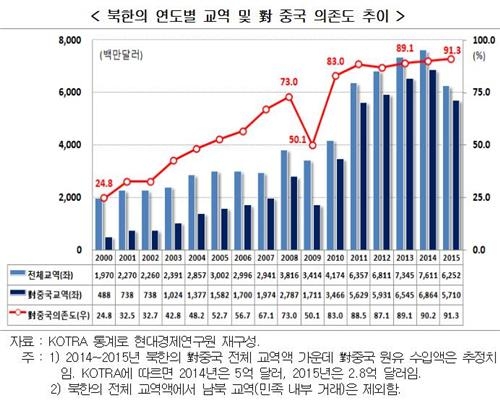 < 북한의 연도별 교역 및 對 중국 의존도 추이 >
(백만달러) (%)
8,000 100.0
6,000 75.0
4,000 50.0
2,000 25.0
0 0.0
24.8 73.0 50.1 83.0 89.1 91.3
2000 2001 2002 2003 2004 2005 2006 2007 2008 2009 2010 2011 2012 2013 2014 2015
전체교역(좌) 1,970 2,270 2,260 2,391 2,857 3,002 2,996 2,941 3,816 3,414 4,174 6,357 6,811 7,345 7,611 6,252
對중국교역(좌) 488 738 738 1,024 1,377 1,582 1,700 1,974 2,787 1,711 3,466 5,629 5,931 6,545 6,864 5,710
對중국의존도(우) 24.8 32.5 32.7 42.8 48.2 52.7 56.7 67.1 73.0 50.1 83.0 88.5 87.1 89.1 90.2 91.3
자료 : KOTRA 통계로 현대경제연구원 재구성.
주 : 1) 2014~2015년 북한의 對중국 전체 교역액 가운데 對중국 원유 수입액은 추정치
임. KOTRA에 따르면 2014년은 5억 달러, 2015년은 2.8억 달러임.
2) 북한의 전체 교역액에서 남북 교역(민족 내부 거래)은 제외함.